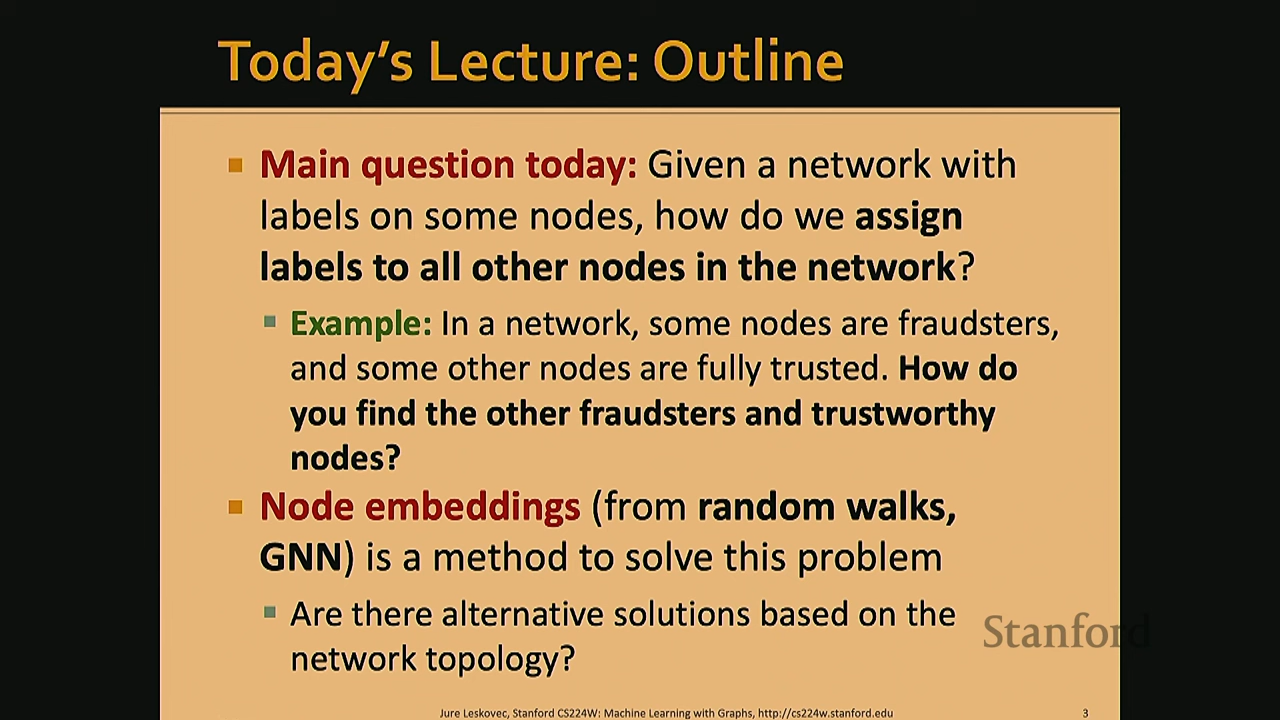 Today's Lecture: Outline
Main question today: Given a network with
labels on some nodes, how do we assign
labels to all other nodes in the network?
Example: In a network, some nodes are fraudsters,
and some other nodes are fully trusted. How do
you find the other fraudsters and trustworthy
nodes?
Node embeddings (from random walks,
GNN) is a method to solve this problem
Are there alternative solutions based on the
network topology?
Stanford
Jure Leskovec, Stanford CS224W: Machine Learning with Graphs, http://cs224w.stanford.edu
3